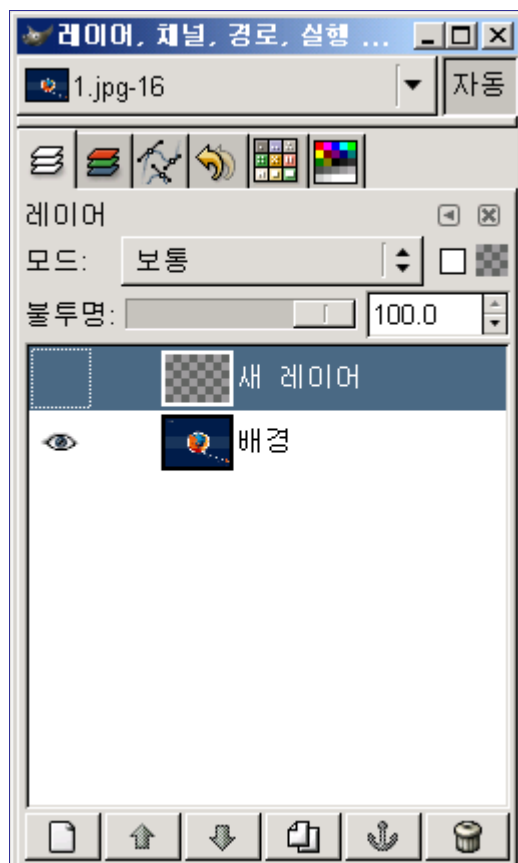 레이어, 채널, 경로, 실행 ...
1.jpg-16
자동
레이어
모드: 보통
불투명: 100.0
새 레이어
배경